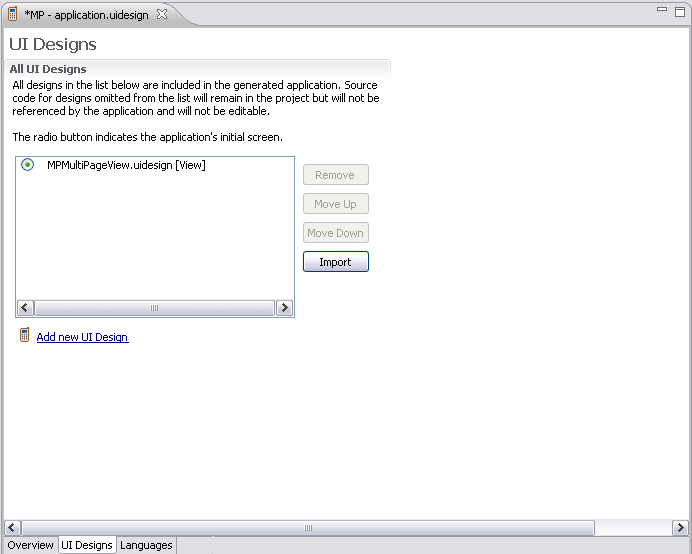 *MP - application.uidesign
UI Designs
All UI Designs
All designs in the list below are included in the generated application. Source
code for designs omitted from the list will remain in the project but will not be
referenced by the application and will not be editable.
The radio button indicates the application's initial screen.
MPMultiPageView.uidesign [View]
Remove
Move Up
Move Down
Import
Add new UI Design
Overview
UI Designs
Languages